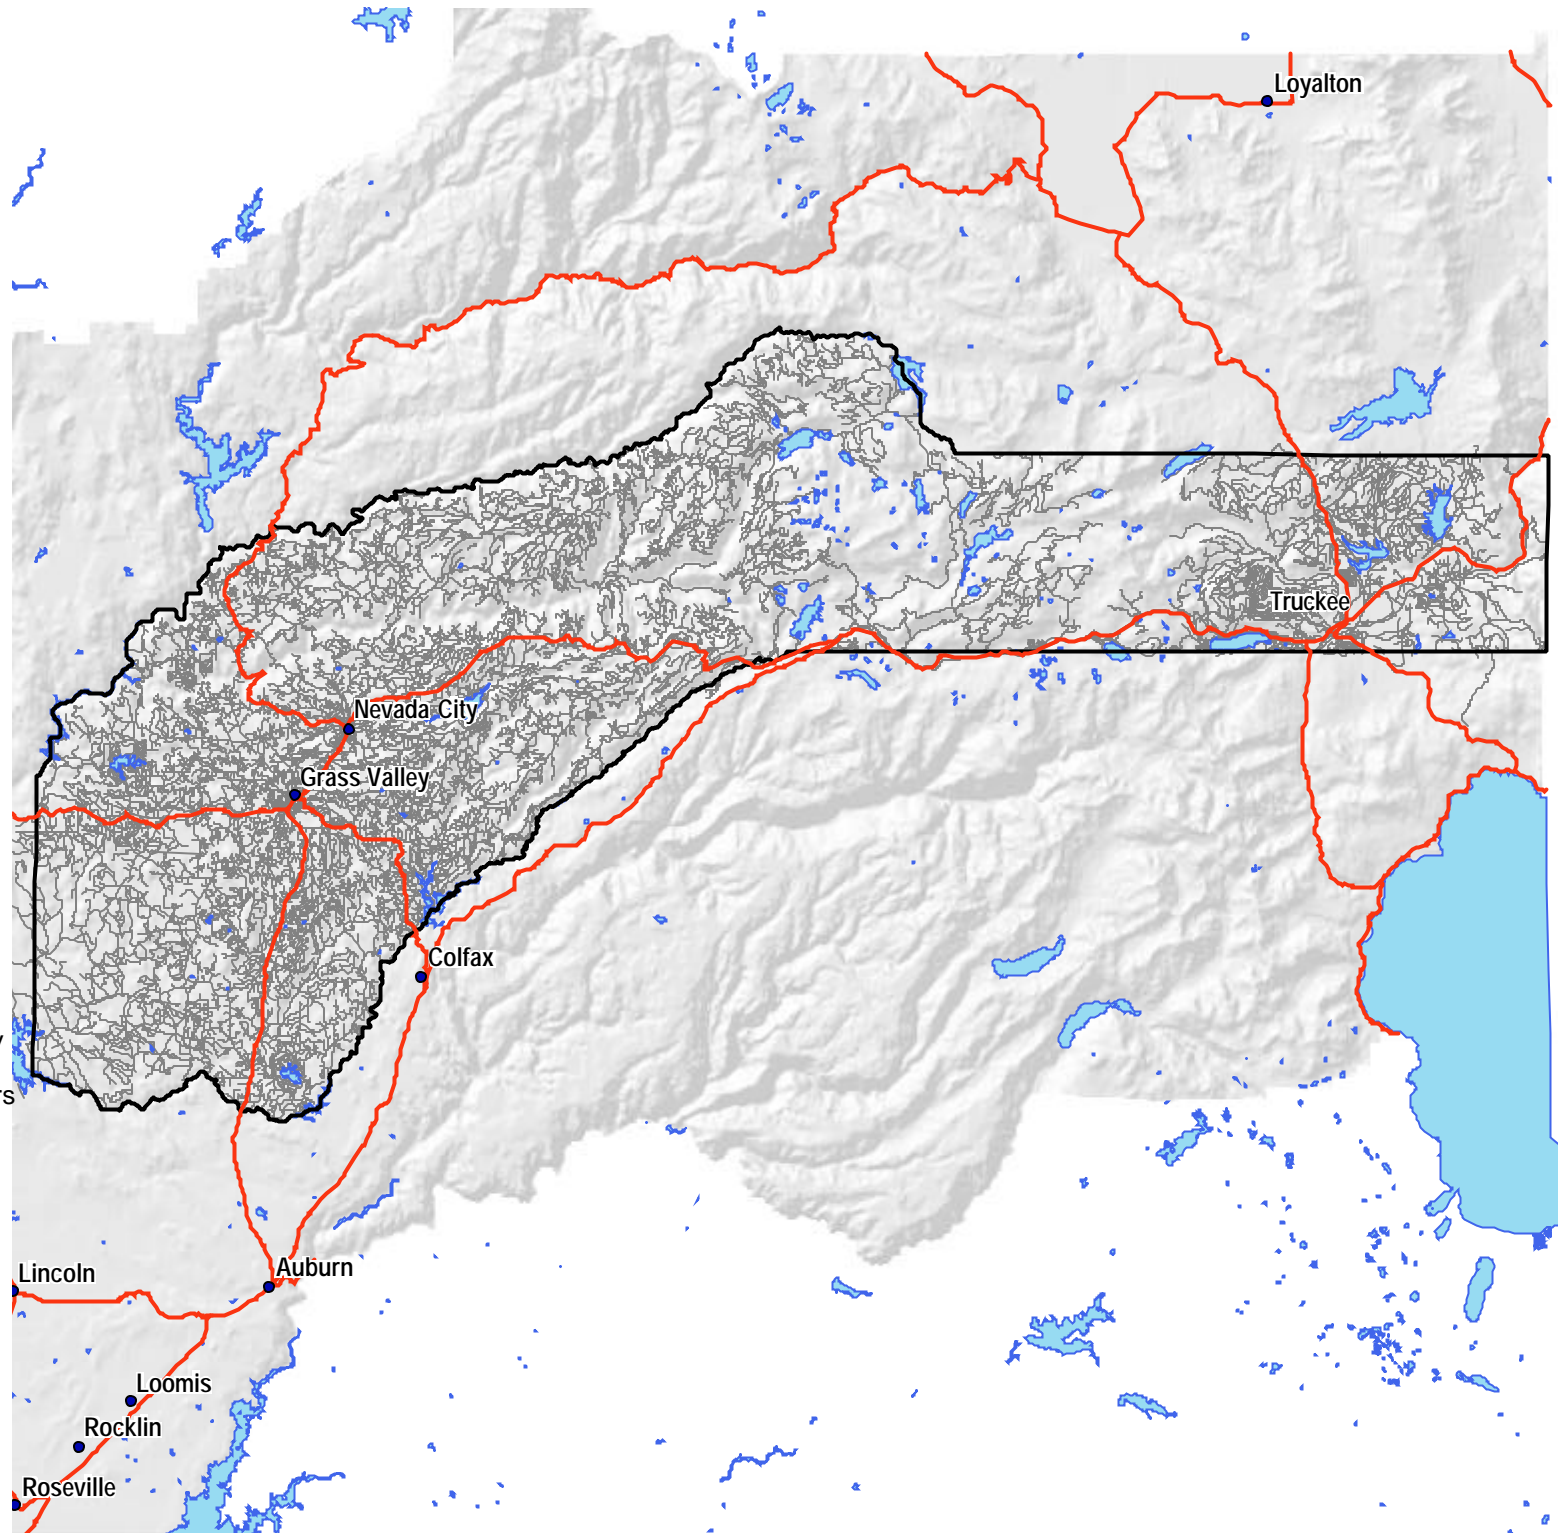 Loyalton
Truckee
Nevada City
Grass Valley
Colfax
Auburn
Lincoln
Loomis
Rocklin
Roseville